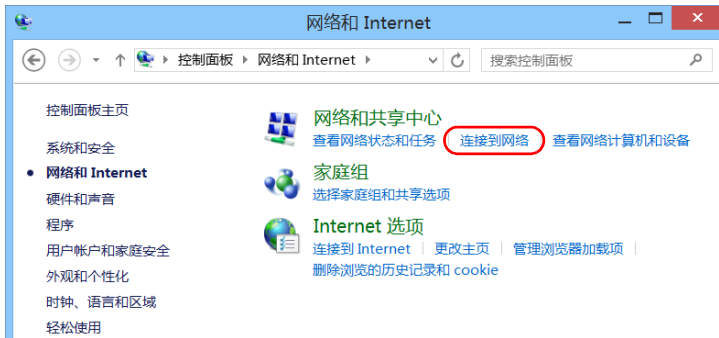 网络和 Internet
控制面板 网络和 Internet 搜索控制面板
控制面板主页
系统和安全
网络和 Internet
硬件和声音
程序
用户帐户和家庭安全
外观和个性化
时钟、语言和区域
轻松使用
网络和共享中心
查看网络状态和任务 连接到网络 查看网络计算机和设备
家庭组
选择家庭组和共享选项
Internet 选项
连接到 Internet 更改主页 管理浏览器加载项
删除浏览的历史记录和 cookie